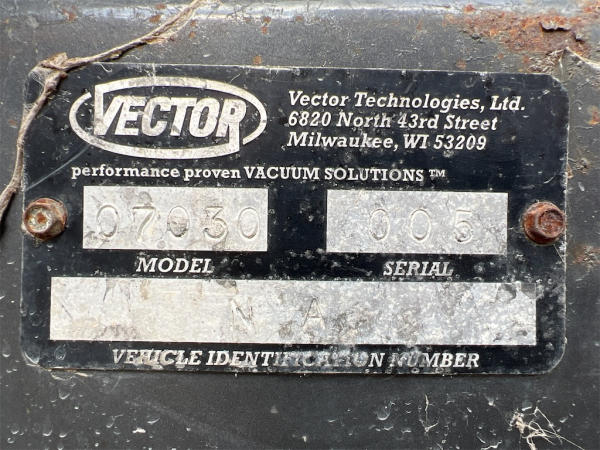 VECTOR
Vector Technologies, Ltd.
6820 North 43rd Street
Milwaukee, WI 53209
performance proven VACUUM SOLUTIONS™
07030 005
MODEL SERIAL
N A
VEHICLE IDENTIFICATION NUMBER